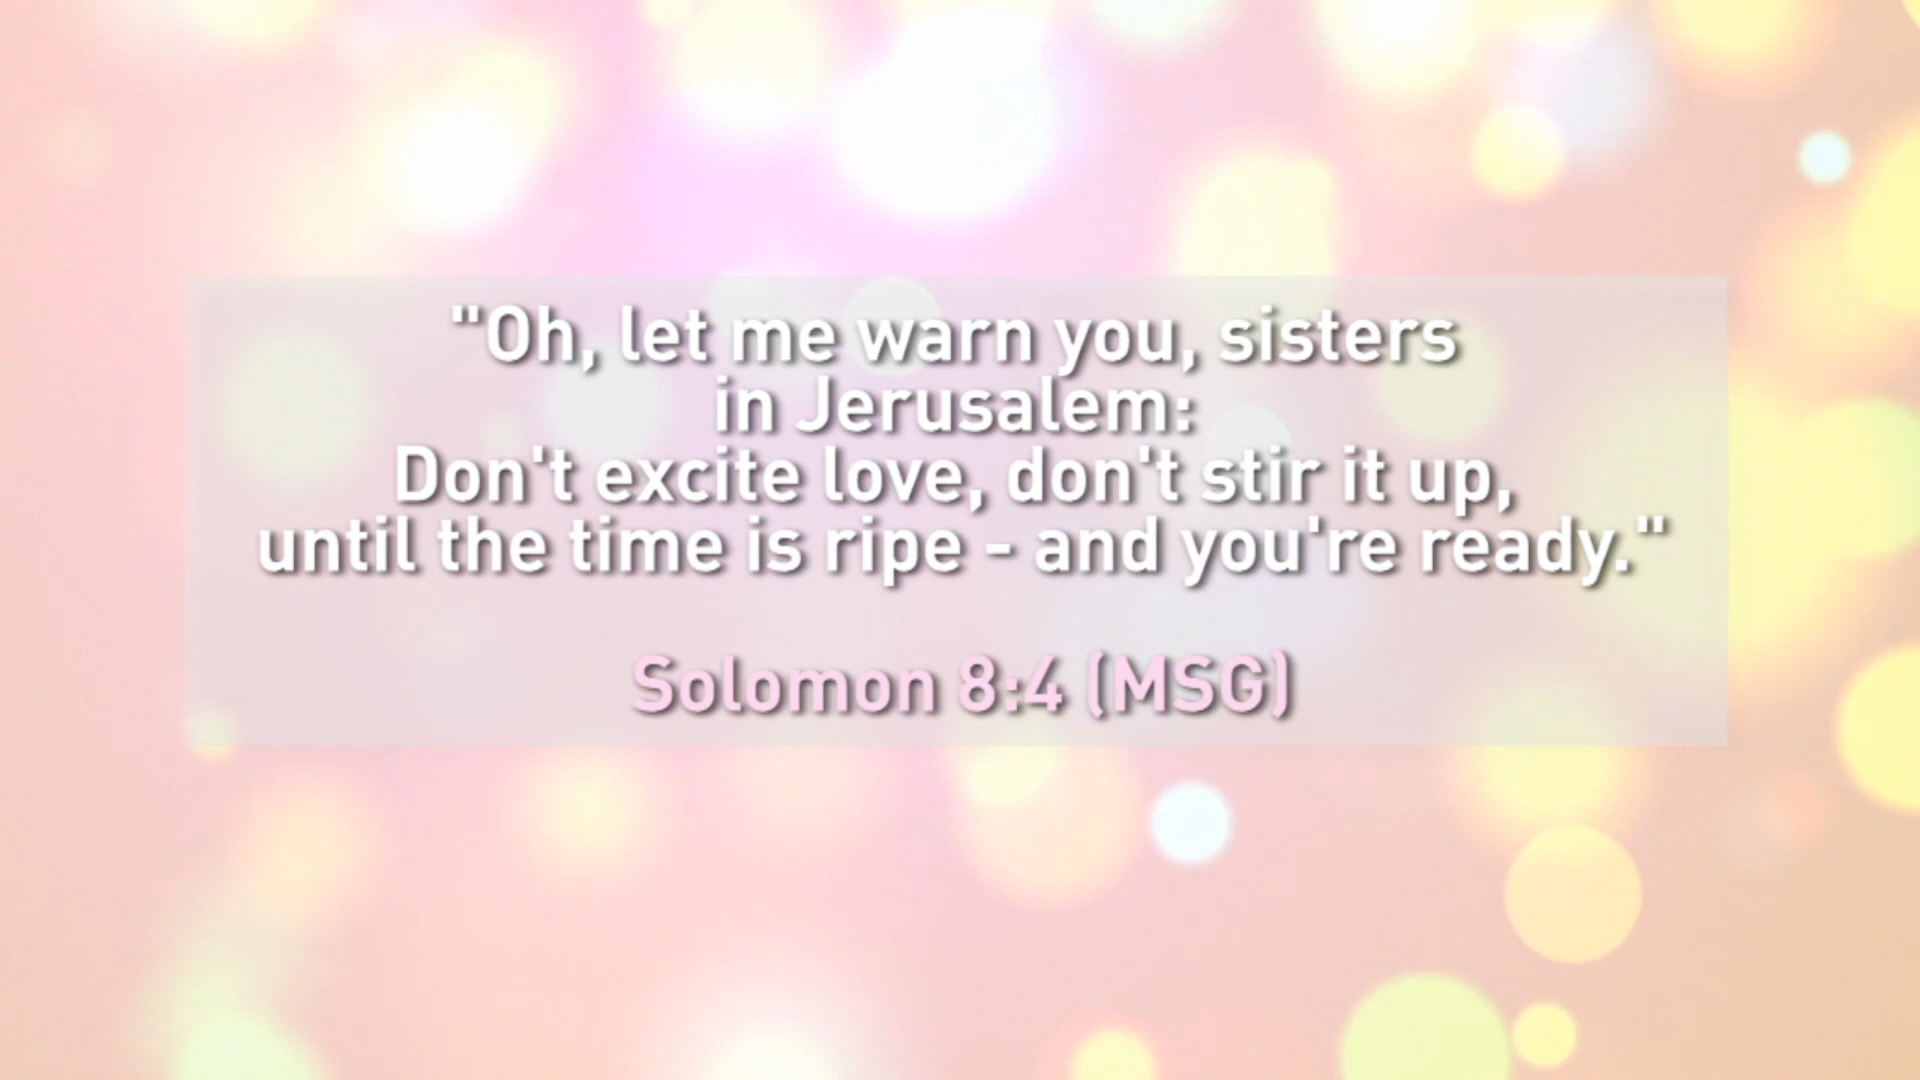 "Oh, let me warn you, sisters
in Jerusalem:
Don't excite love, don't stir it up,
until the time is ripe - and you're ready."
Solomon 8:4 (MSG)